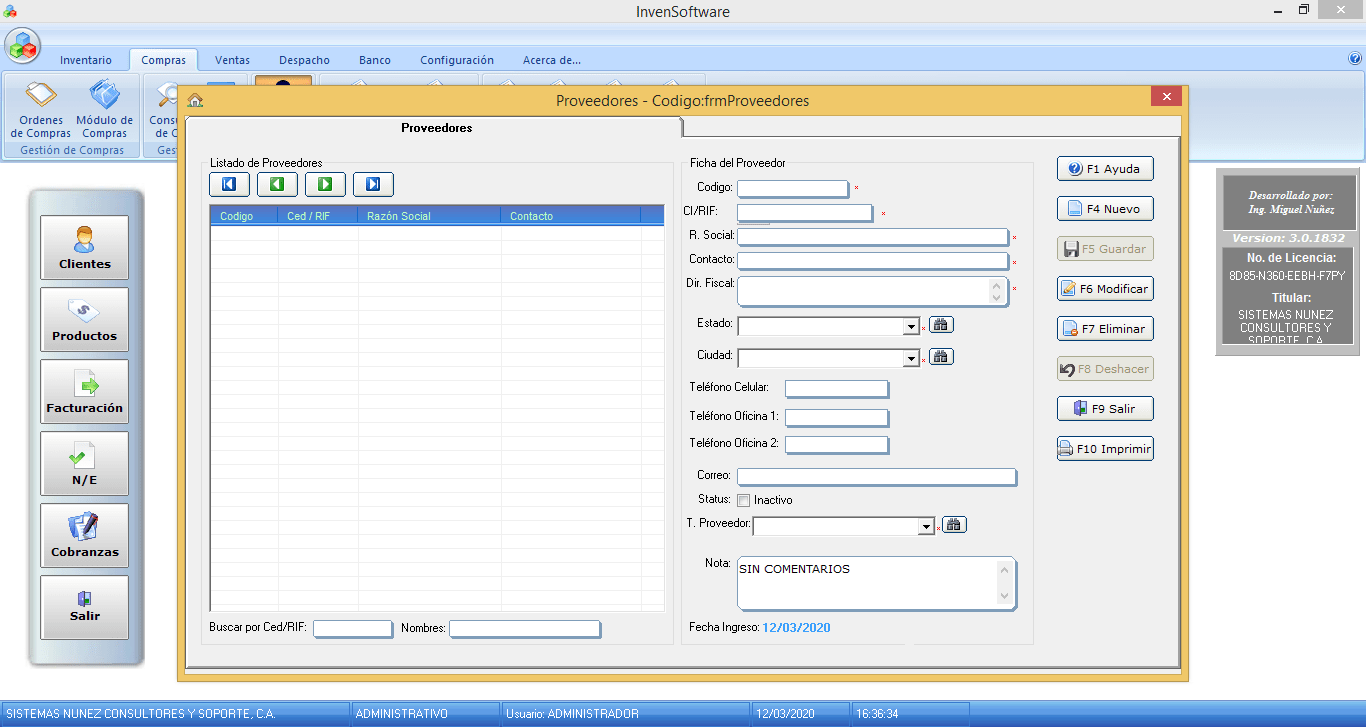 InvenSoftware
Inventario
Compras
Ventas
Despacho
Banco
Configuración
Acerca de...
Ordenes
de Compras
Módulo de
Compras
Gestión de Compras
Proveedores - Codigo:frmProveedores
Proveedores
Listado de Proveedores
Codigo
Ced / RIF
Razón Social
Contacto
Buscar por Ced/RIF:
Nombres:
Ficha del Proveedor
Codigo:
CI/RIF:
R. Social:
Contacto:
Dir. Fiscal:
Estado:
Ciudad:
Teléfono Celular:
Teléfono Oficina 1:
Teléfono Oficina 2:
Correo:
Status:
Inactivo
T. Proveedor:
Nota:
SIN COMENTARIOS
Fecha Ingreso: 12/03/2020
F1 Ayuda
F4 Nuevo
F5 Guardar
F6 Modificar
F7 Eliminar
F8 Deshacer
F9 Salir
F10 Imprimir
Clientes
Productos
Facturación
N/E
Cobranzas
Salir
Desarrollado por:
Ing. Miguel Nuñez
Version: 3.0.1832
No. de Licencia:
8D85-N360-EEBH-F7PY
Titular:
SISTEMAS NUNEZ
CONSULTORES Y
SOPORTE, C.A.
SISTEMAS NUNEZ CONSULTORES Y SOPORTE, C.A.
ADMINISTRATIVO
Usuario: ADMINISTRADOR
12/03/2020
16:36:34